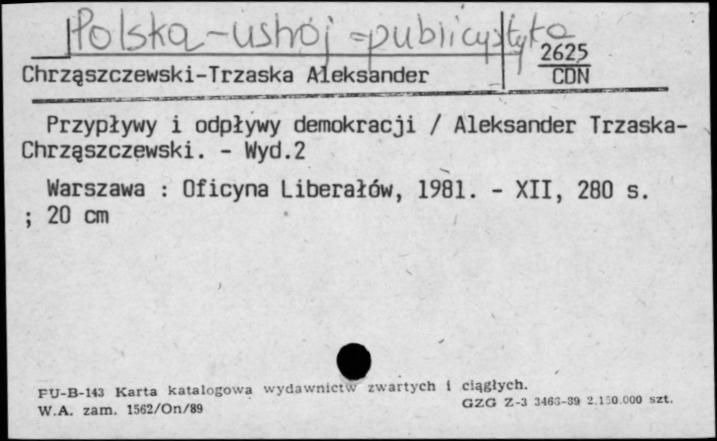 Polska - ustrój - publicystyka
2625
CDN
Chrząszczewski-Trzaska Aleksander
Przypływy i odpływy demokracji / Aleksander Trzaska-
Chrząszczewski. - Wyd.2
Warszawa : Oficyna Liberałów, 1981. - XII, 280 s.
; 20 cm
PU-B-143 Karta katalogowa wydawnictw zwartych i ciągłych.
W.A. zam. 1562/On/89
GZG Z-3 3463-89 2.150.000 szt.